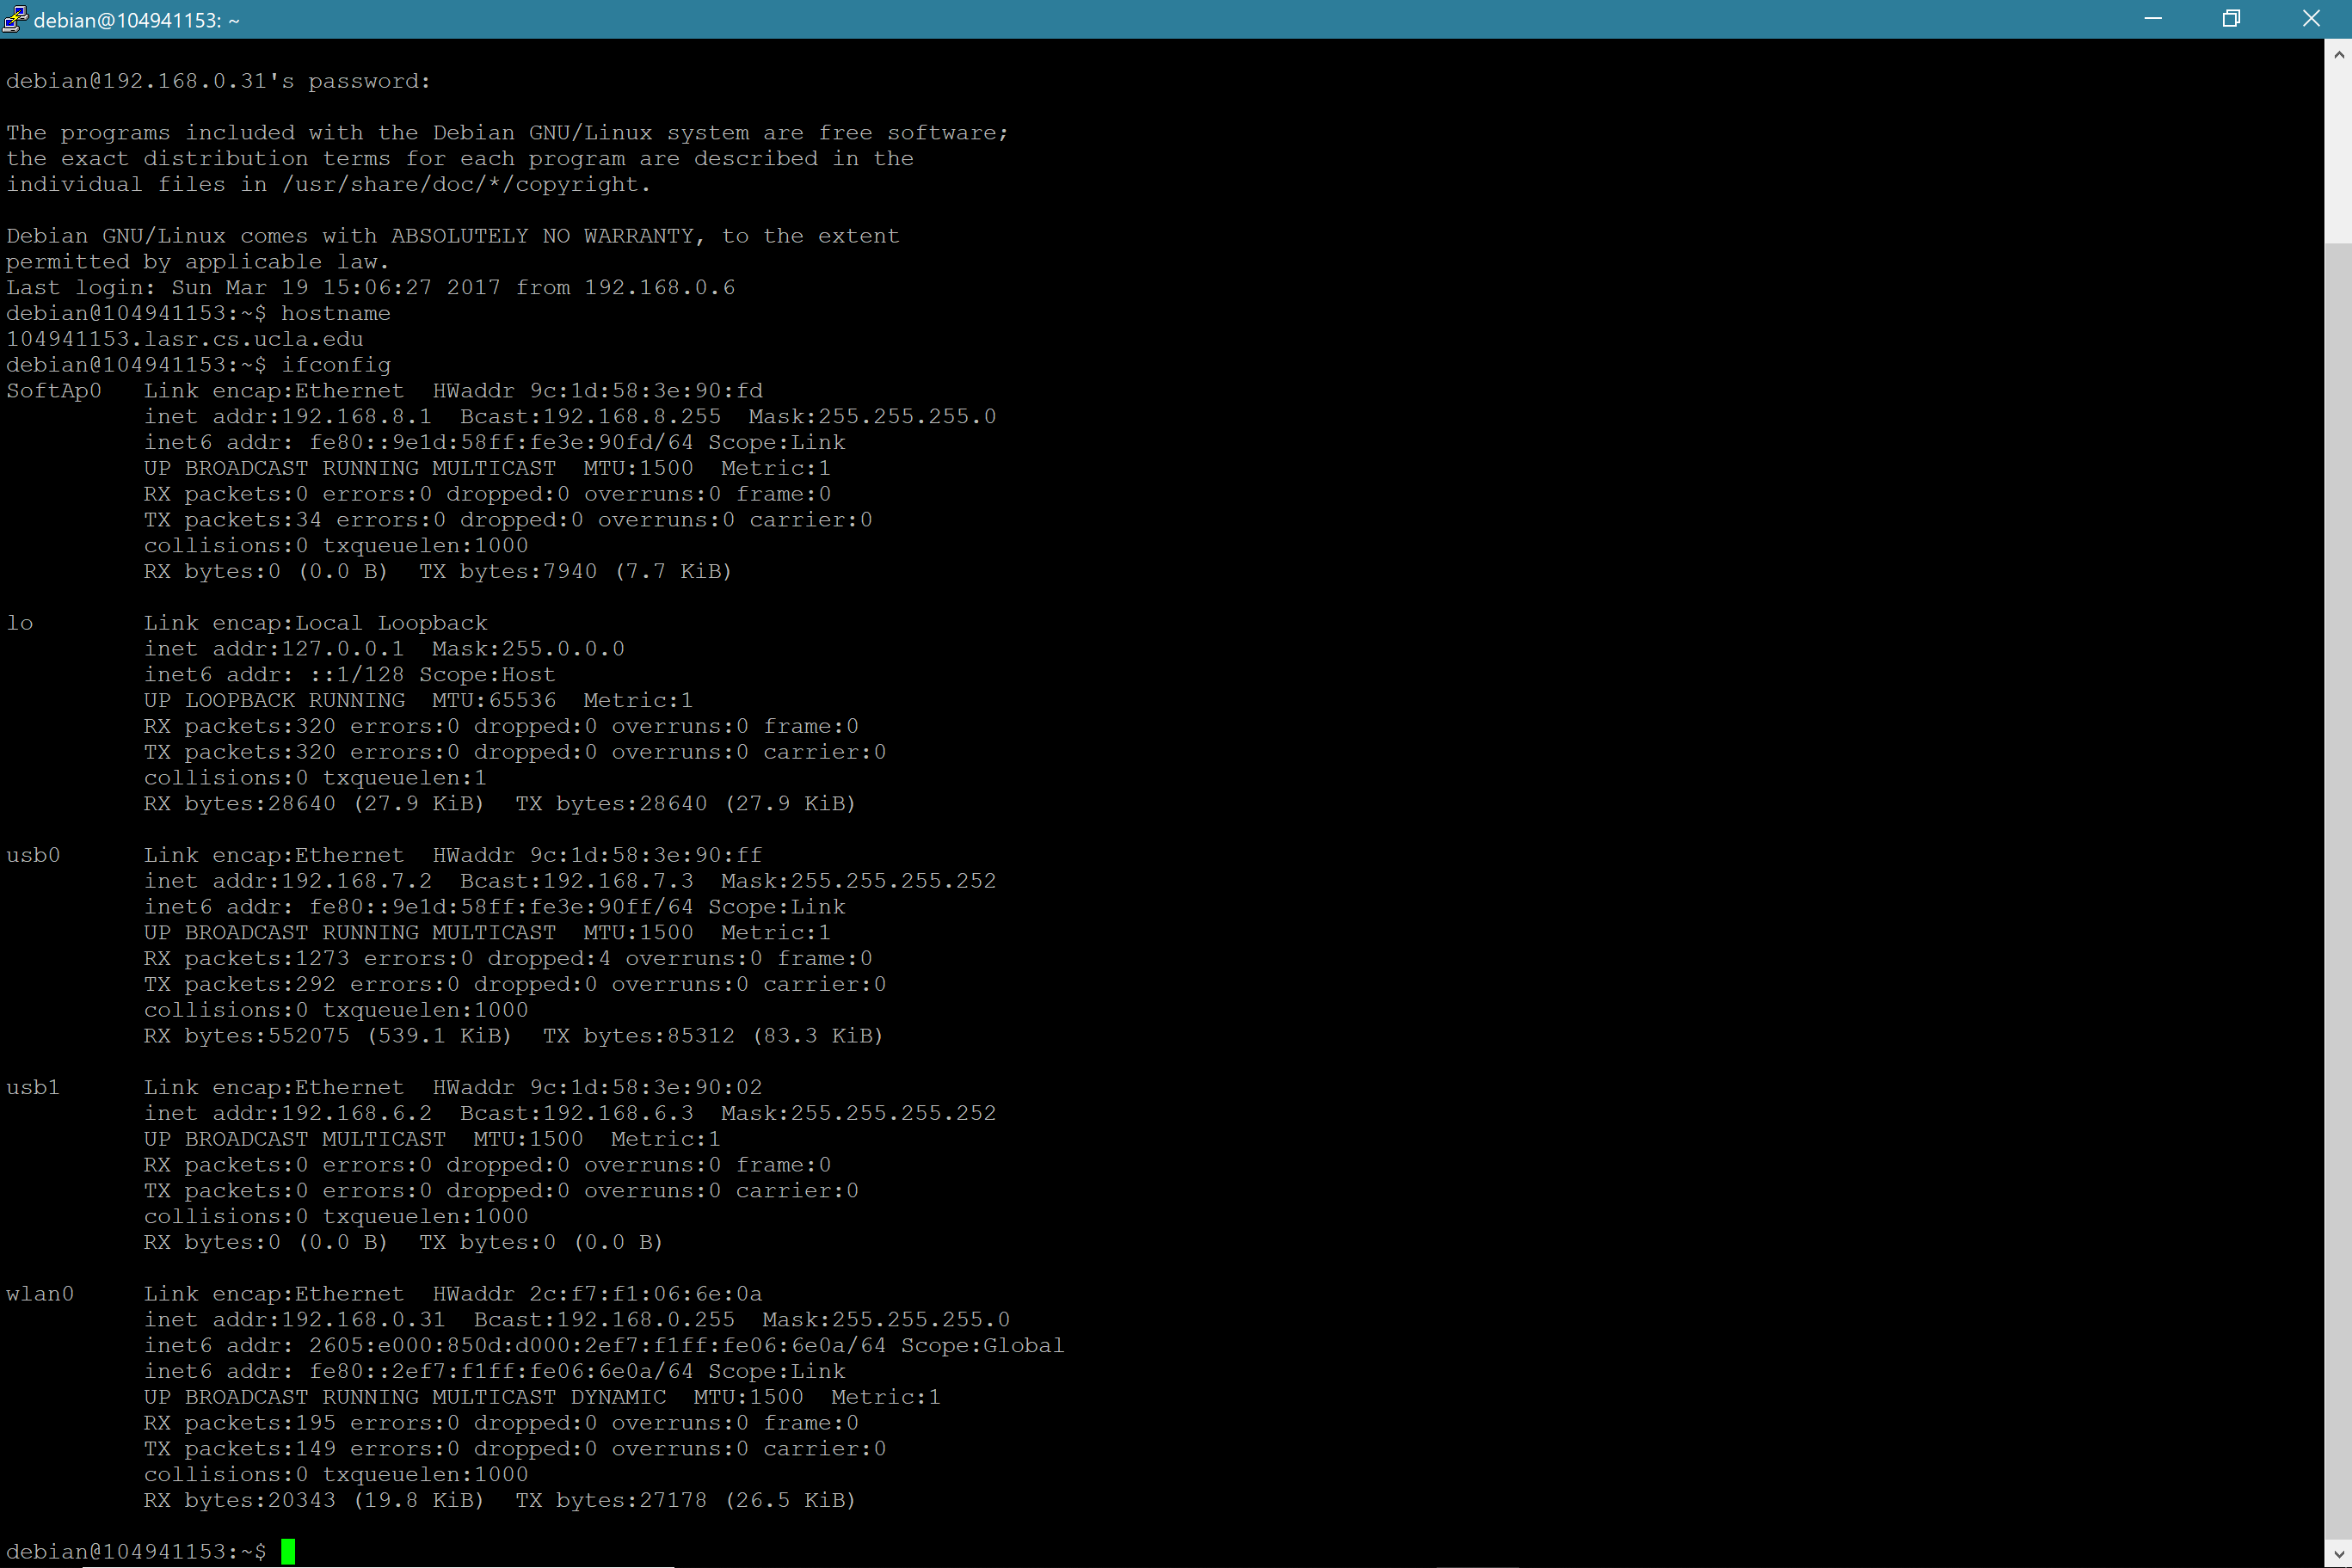 debian@104941153: ~
debian@192.168.0.31's password:
The programs included with the Debian GNU/Linux system are free software;
the exact distribution terms for each program are described in the
individual files in /usr/share/doc/*/copyright.
Debian GNU/Linux comes with ABSOLUTELY NO WARRANTY, to the extent
permitted by applicable law.
Last login: Sun Mar 19 15:06:27 2017 from 192.168.0.6
debian@104941153:~$ hostname
104941153.lasr.cs.ucla.edu
debian@104941153:~$ ifconfig
SoftAp0   Link encap:Ethernet  HWaddr 9c:1d:58:3e:90:fd
          inet addr:192.168.8.1  Bcast:192.168.8.255  Mask:255.255.255.0
          inet6 addr: fe80::9e1d:58ff:fe3e:90fd/64 Scope:Link
          UP BROADCAST RUNNING MULTICAST  MTU:1500  Metric:1
          RX packets:0 errors:0 dropped:0 overruns:0 frame:0
          TX packets:34 errors:0 dropped:0 overruns:0 carrier:0
          collisions:0 txqueuelen:1000
          RX bytes:0 (0.0 B)  TX bytes:7940 (7.7 KiB)
lo        Link encap:Local Loopback
          inet addr:127.0.0.1  Mask:255.0.0.0
          inet6 addr: ::1/128 Scope:Host
          UP LOOPBACK RUNNING  MTU:65536  Metric:1
          RX packets:320 errors:0 dropped:0 overruns:0 frame:0
          TX packets:320 errors:0 dropped:0 overruns:0 carrier:0
          collisions:0 txqueuelen:1
          RX bytes:28640 (27.9 KiB)  TX bytes:28640 (27.9 KiB)
usb0      Link encap:Ethernet  HWaddr 9c:1d:58:3e:90:ff
          inet addr:192.168.7.2  Bcast:192.168.7.3  Mask:255.255.255.252
          inet6 addr: fe80::9e1d:58ff:fe3e:90ff/64 Scope:Link
          UP BROADCAST RUNNING MULTICAST  MTU:1500  Metric:1
          RX packets:1273 errors:0 dropped:4 overruns:0 frame:0
          TX packets:292 errors:0 dropped:0 overruns:0 carrier:0
          collisions:0 txqueuelen:1000
          RX bytes:552075 (539.1 KiB)  TX bytes:85312 (83.3 KiB)
usb1      Link encap:Ethernet  HWaddr 9c:1d:58:3e:90:02
          inet addr:192.168.6.2  Bcast:192.168.6.3  Mask:255.255.255.252
          UP BROADCAST MULTICAST  MTU:1500  Metric:1
          RX packets:0 errors:0 dropped:0 overruns:0 frame:0
          TX packets:0 errors:0 dropped:0 overruns:0 carrier:0
          collisions:0 txqueuelen:1000
          RX bytes:0 (0.0 B)  TX bytes:0 (0.0 B)
wlan0     Link encap:Ethernet  HWaddr 2c:f7:f1:06:6e:0a
          inet addr:192.168.0.31  Bcast:192.168.0.255  Mask:255.255.255.0
          inet6 addr: 2605:e000:850d:d000:2ef7:f1ff:fe06:6e0a/64 Scope:Global
          inet6 addr: fe80::2ef7:f1ff:fe06:6e0a/64 Scope:Link
          UP BROADCAST RUNNING MULTICAST DYNAMIC  MTU:1500  Metric:1
          RX packets:195 errors:0 dropped:0 overruns:0 frame:0
          TX packets:149 errors:0 dropped:0 overruns:0 carrier:0
          collisions:0 txqueuelen:1000
          RX bytes:20343 (19.8 KiB)  TX bytes:27178 (26.5 KiB)
debian@104941153:~$